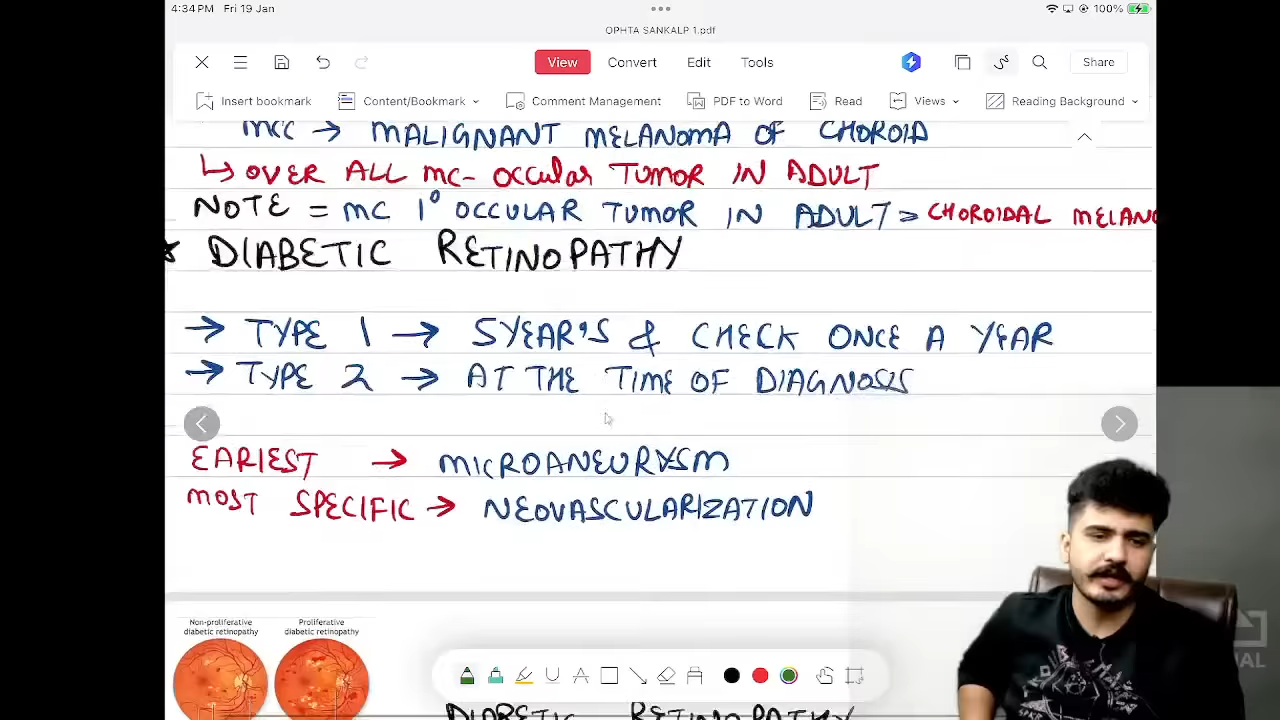 4:34 PM Fri 19 Jan
100%
OPHTA SANKALP 1.pdf
View Convert Edit Tools Share
Insert bookmark Content/Bookmark Comment Management PDF to Word Read Views Reading Background
MCC → MALIGNANT MELANOMA OF CHOROIA
↳ OVER ALL MC- OCCULAR TUMOR IN ADULT
NOTE = MC 1° OCCULAR TUMOR IN ADULT = CHOROIDAL MELANO
★ DIABETIC RETINOPATHY
→ TYPE 1 → 5YEAR'S & CHECK ONCE A YEAR
→ TYPE 2 → AT THE TIME OF DIAGNOSIS
EARIEST → MICROANEURYSM
MOST SPECIFIC → NEOVASCULARIZATION
Non-proliferative diabetic retinopathy
Proliferative diabetic retinopathy
DIABETIC RETINOPATHY